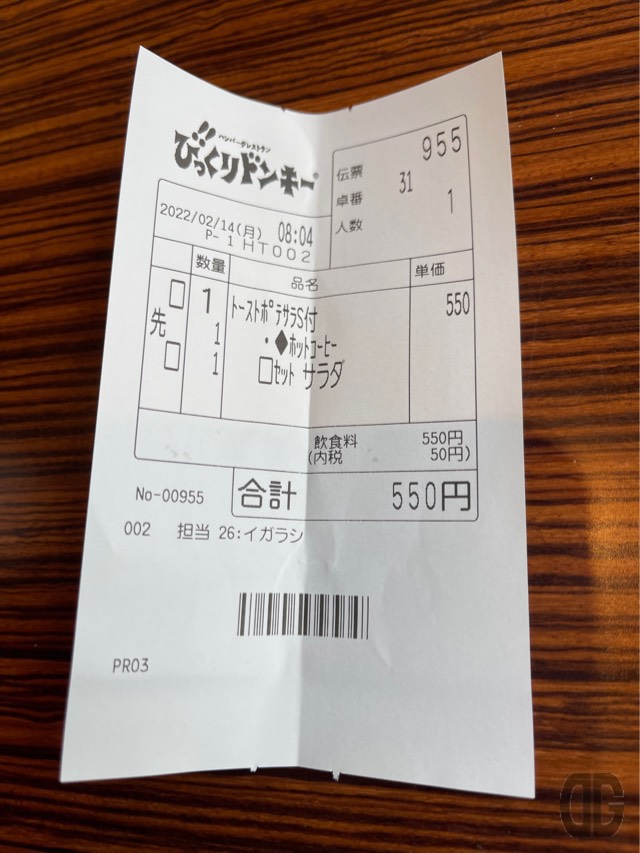 ハンバーグレストラン
びっくりドンキー
伝票 955
卓番 31
人数 1
2022/02/14(月) 08:04
P- 1 HT002
数量 品名 単価
先
□ 1 トーストポテサラS付 550
1 ・◆ホットコーヒー
□ 1 □セット サラダ
飲食料 550円
(内税 50円)
No-00955 合計 550円
002 担当 26:イガラシ
PR03
DG